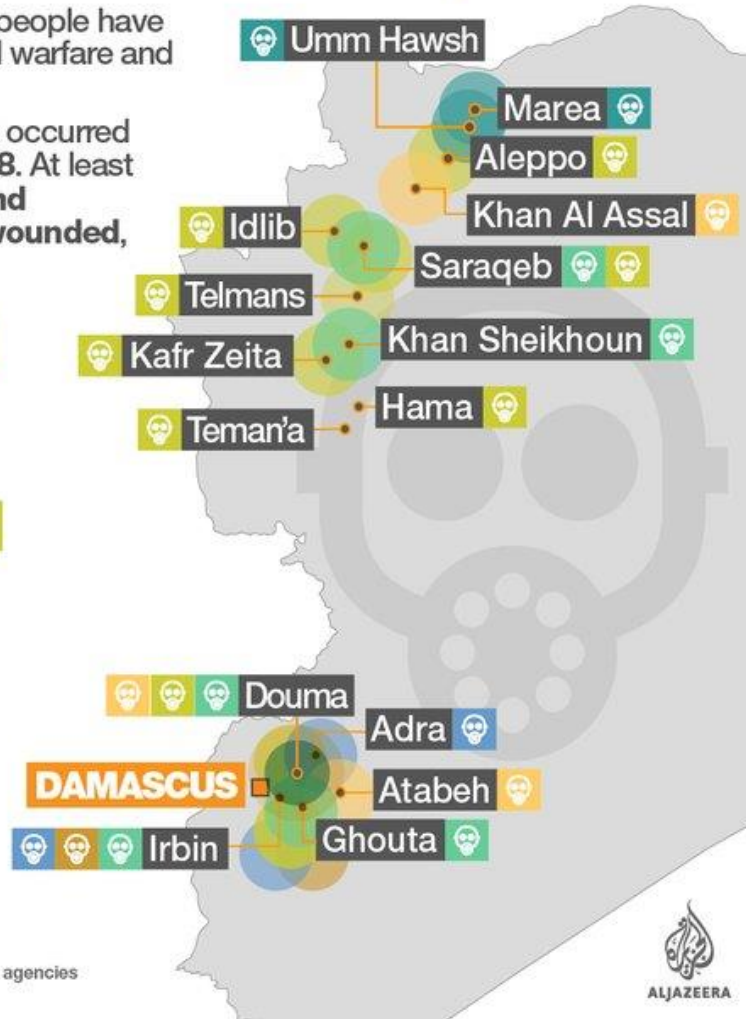 people have
l warfare and
occurred
8. At least
nd
wounded,
Umm Hawsh
Marea
Aleppo
Khan Al Assal
Idlib
Saraqeb
Telmans
Khan Sheikhoun
Kafr Zeita
Hama
Teman'a
Douma
Adra
DAMASCUS
Atabeh
Irbin
Ghouta
agencies
ALJAZEERA